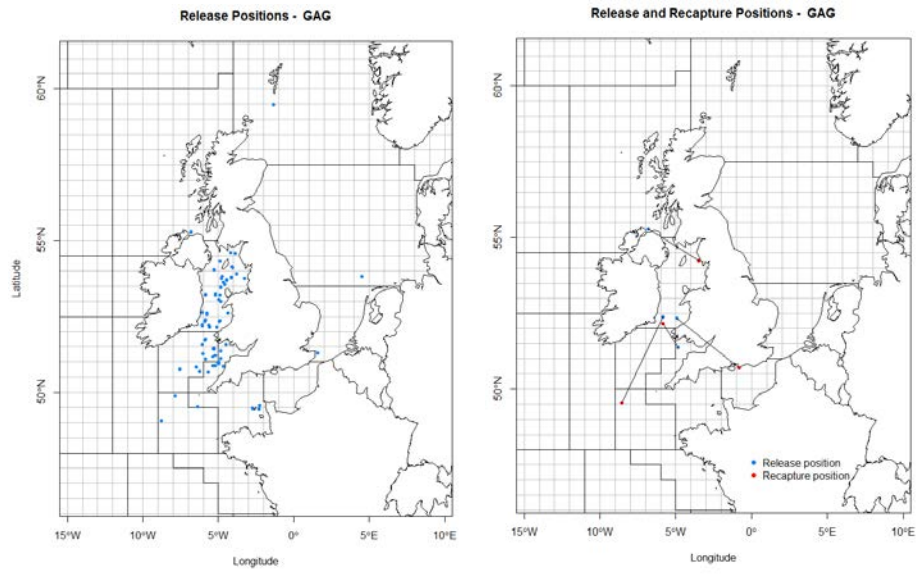 Release Positions - GAG
Release and Recapture Positions - GAG
60°N
55°N
50°N
Latitude
15°W
10°W
5°W
0°
5°E
10°E
Longitude
60°N
55°N
50°N
Release position
Recapture position
15°W
10°W
5°W
0°
5°E
10°E
Longitude